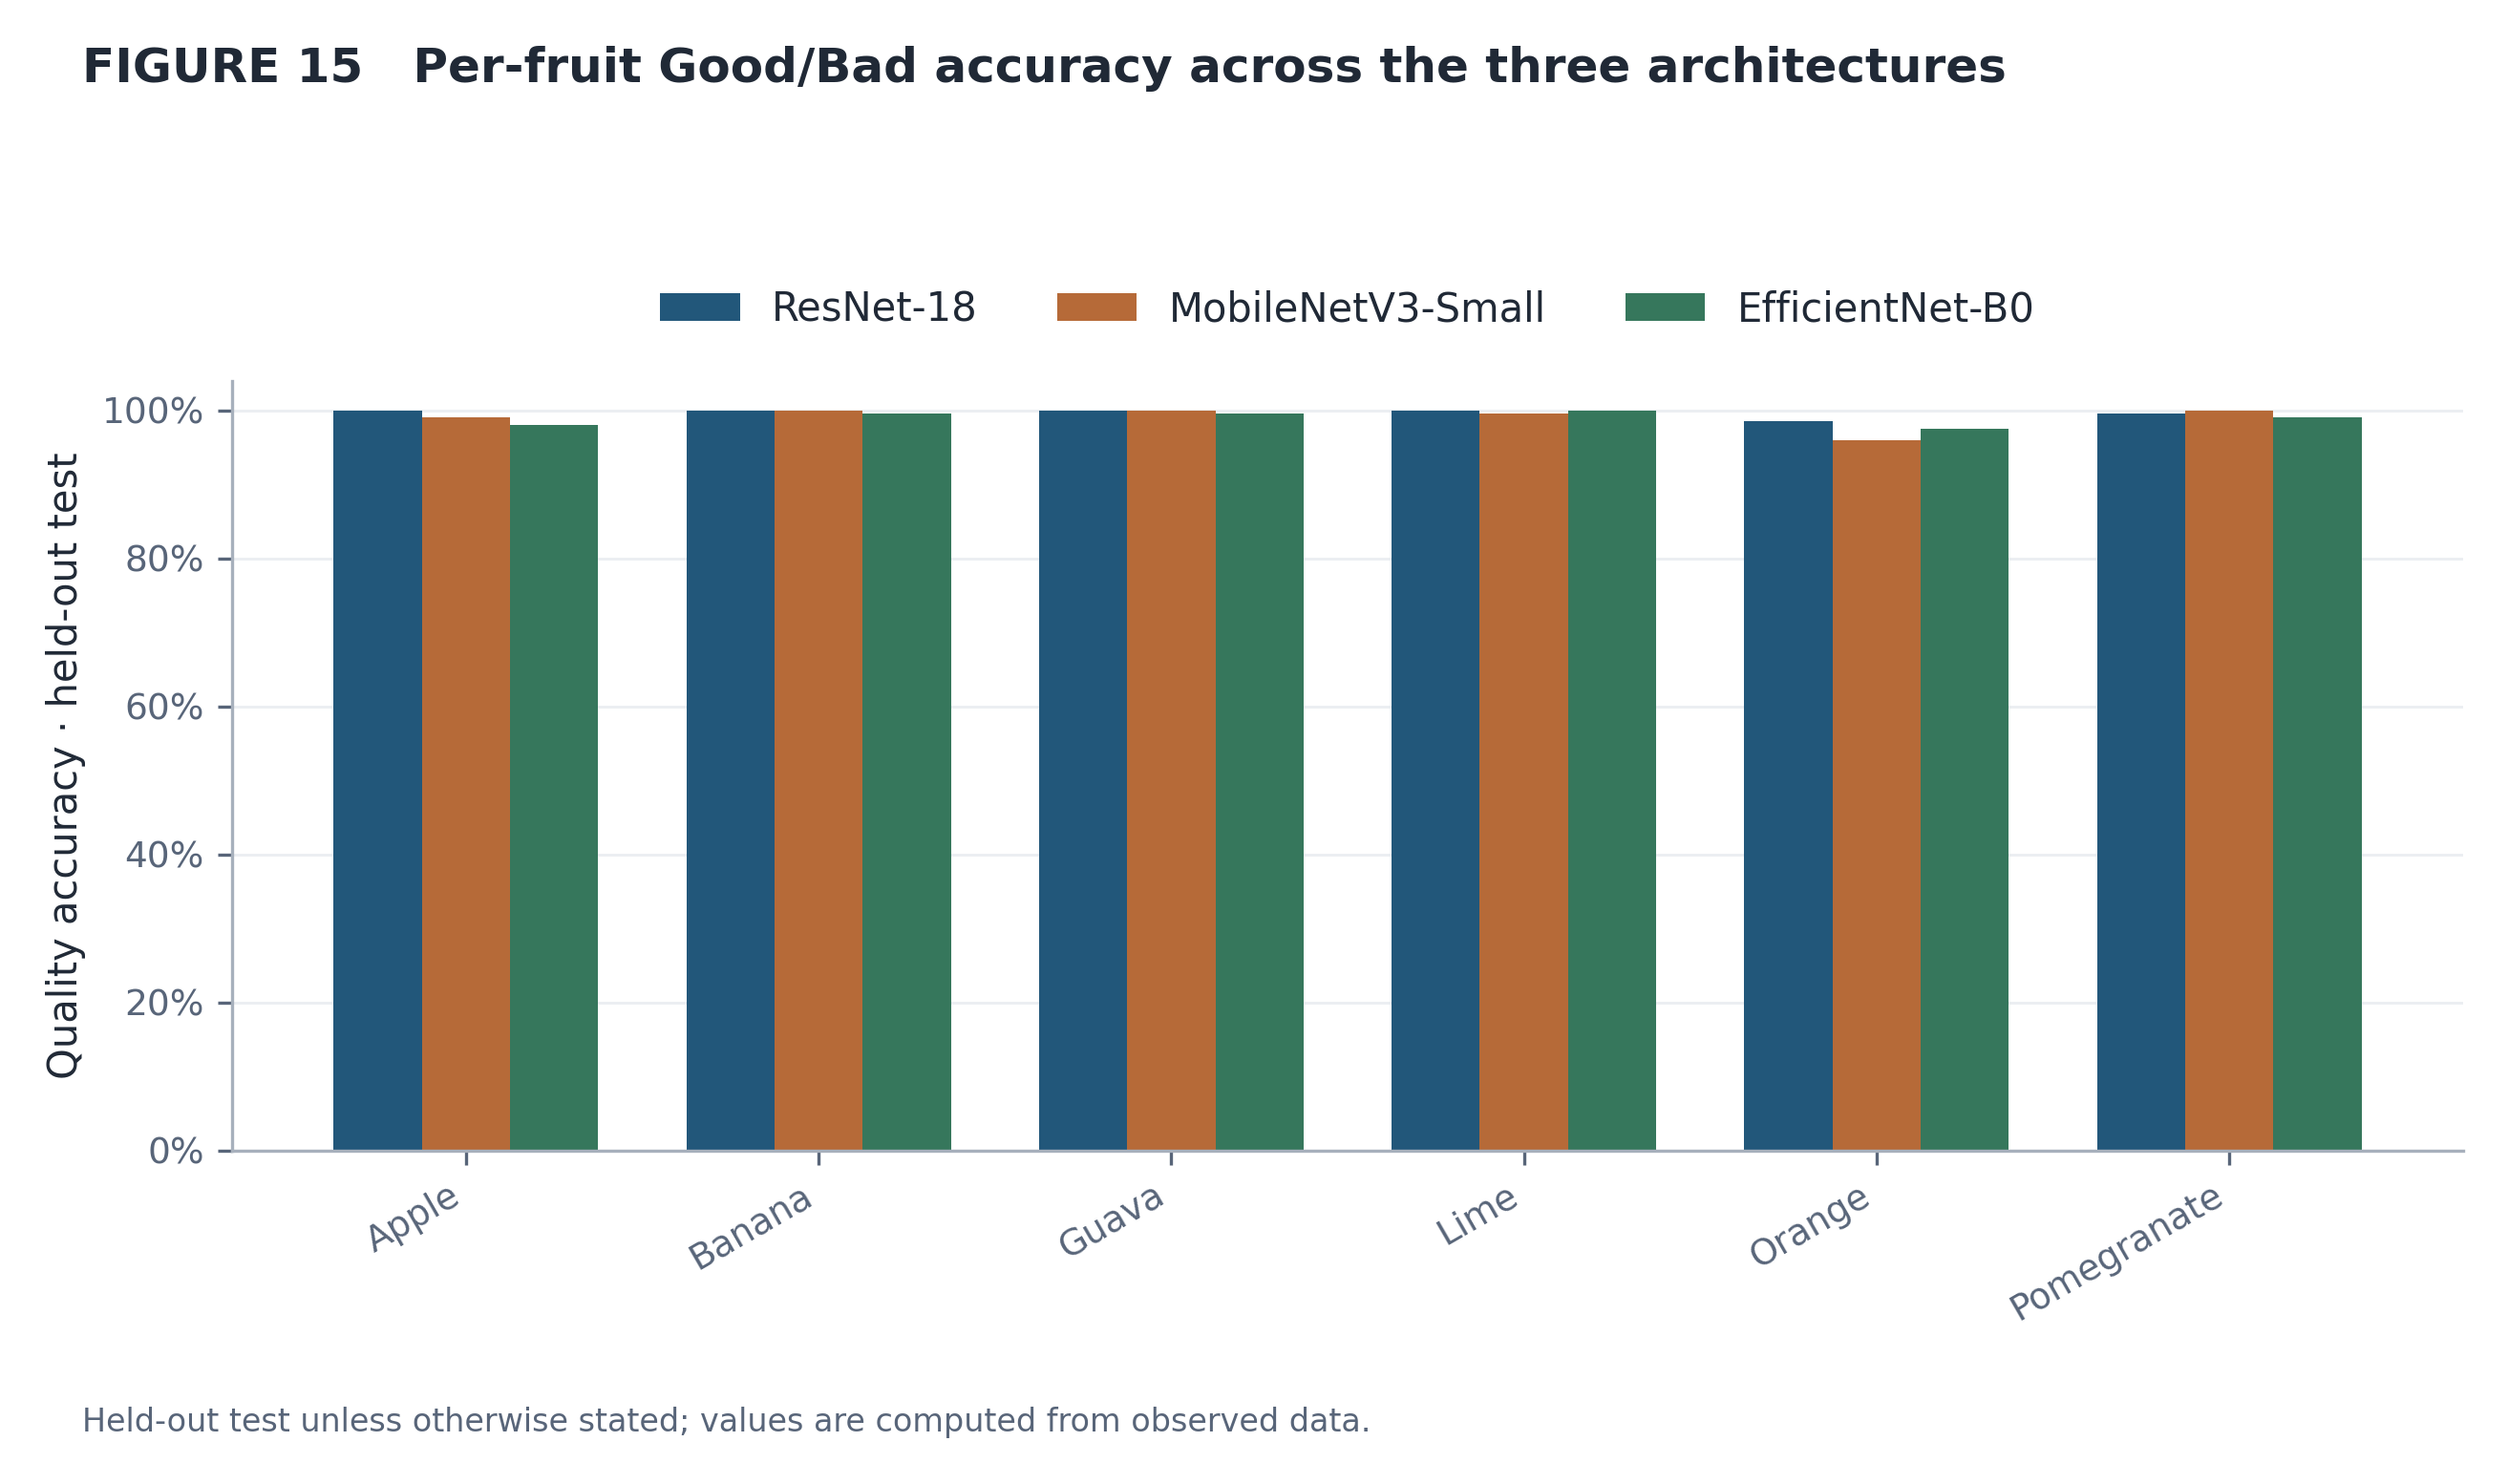 FIGURE 15 Per-fruit Good/Bad accuracy across the three architectures
ResNet-18 MobileNetV3-Small EfficientNet-B0
Quality accuracy · held-out test
100%
80%
60%
40%
20%
0%
Apple Banana Guava Lime Orange Pomegranate
Held-out test unless otherwise stated; values are computed from observed data.